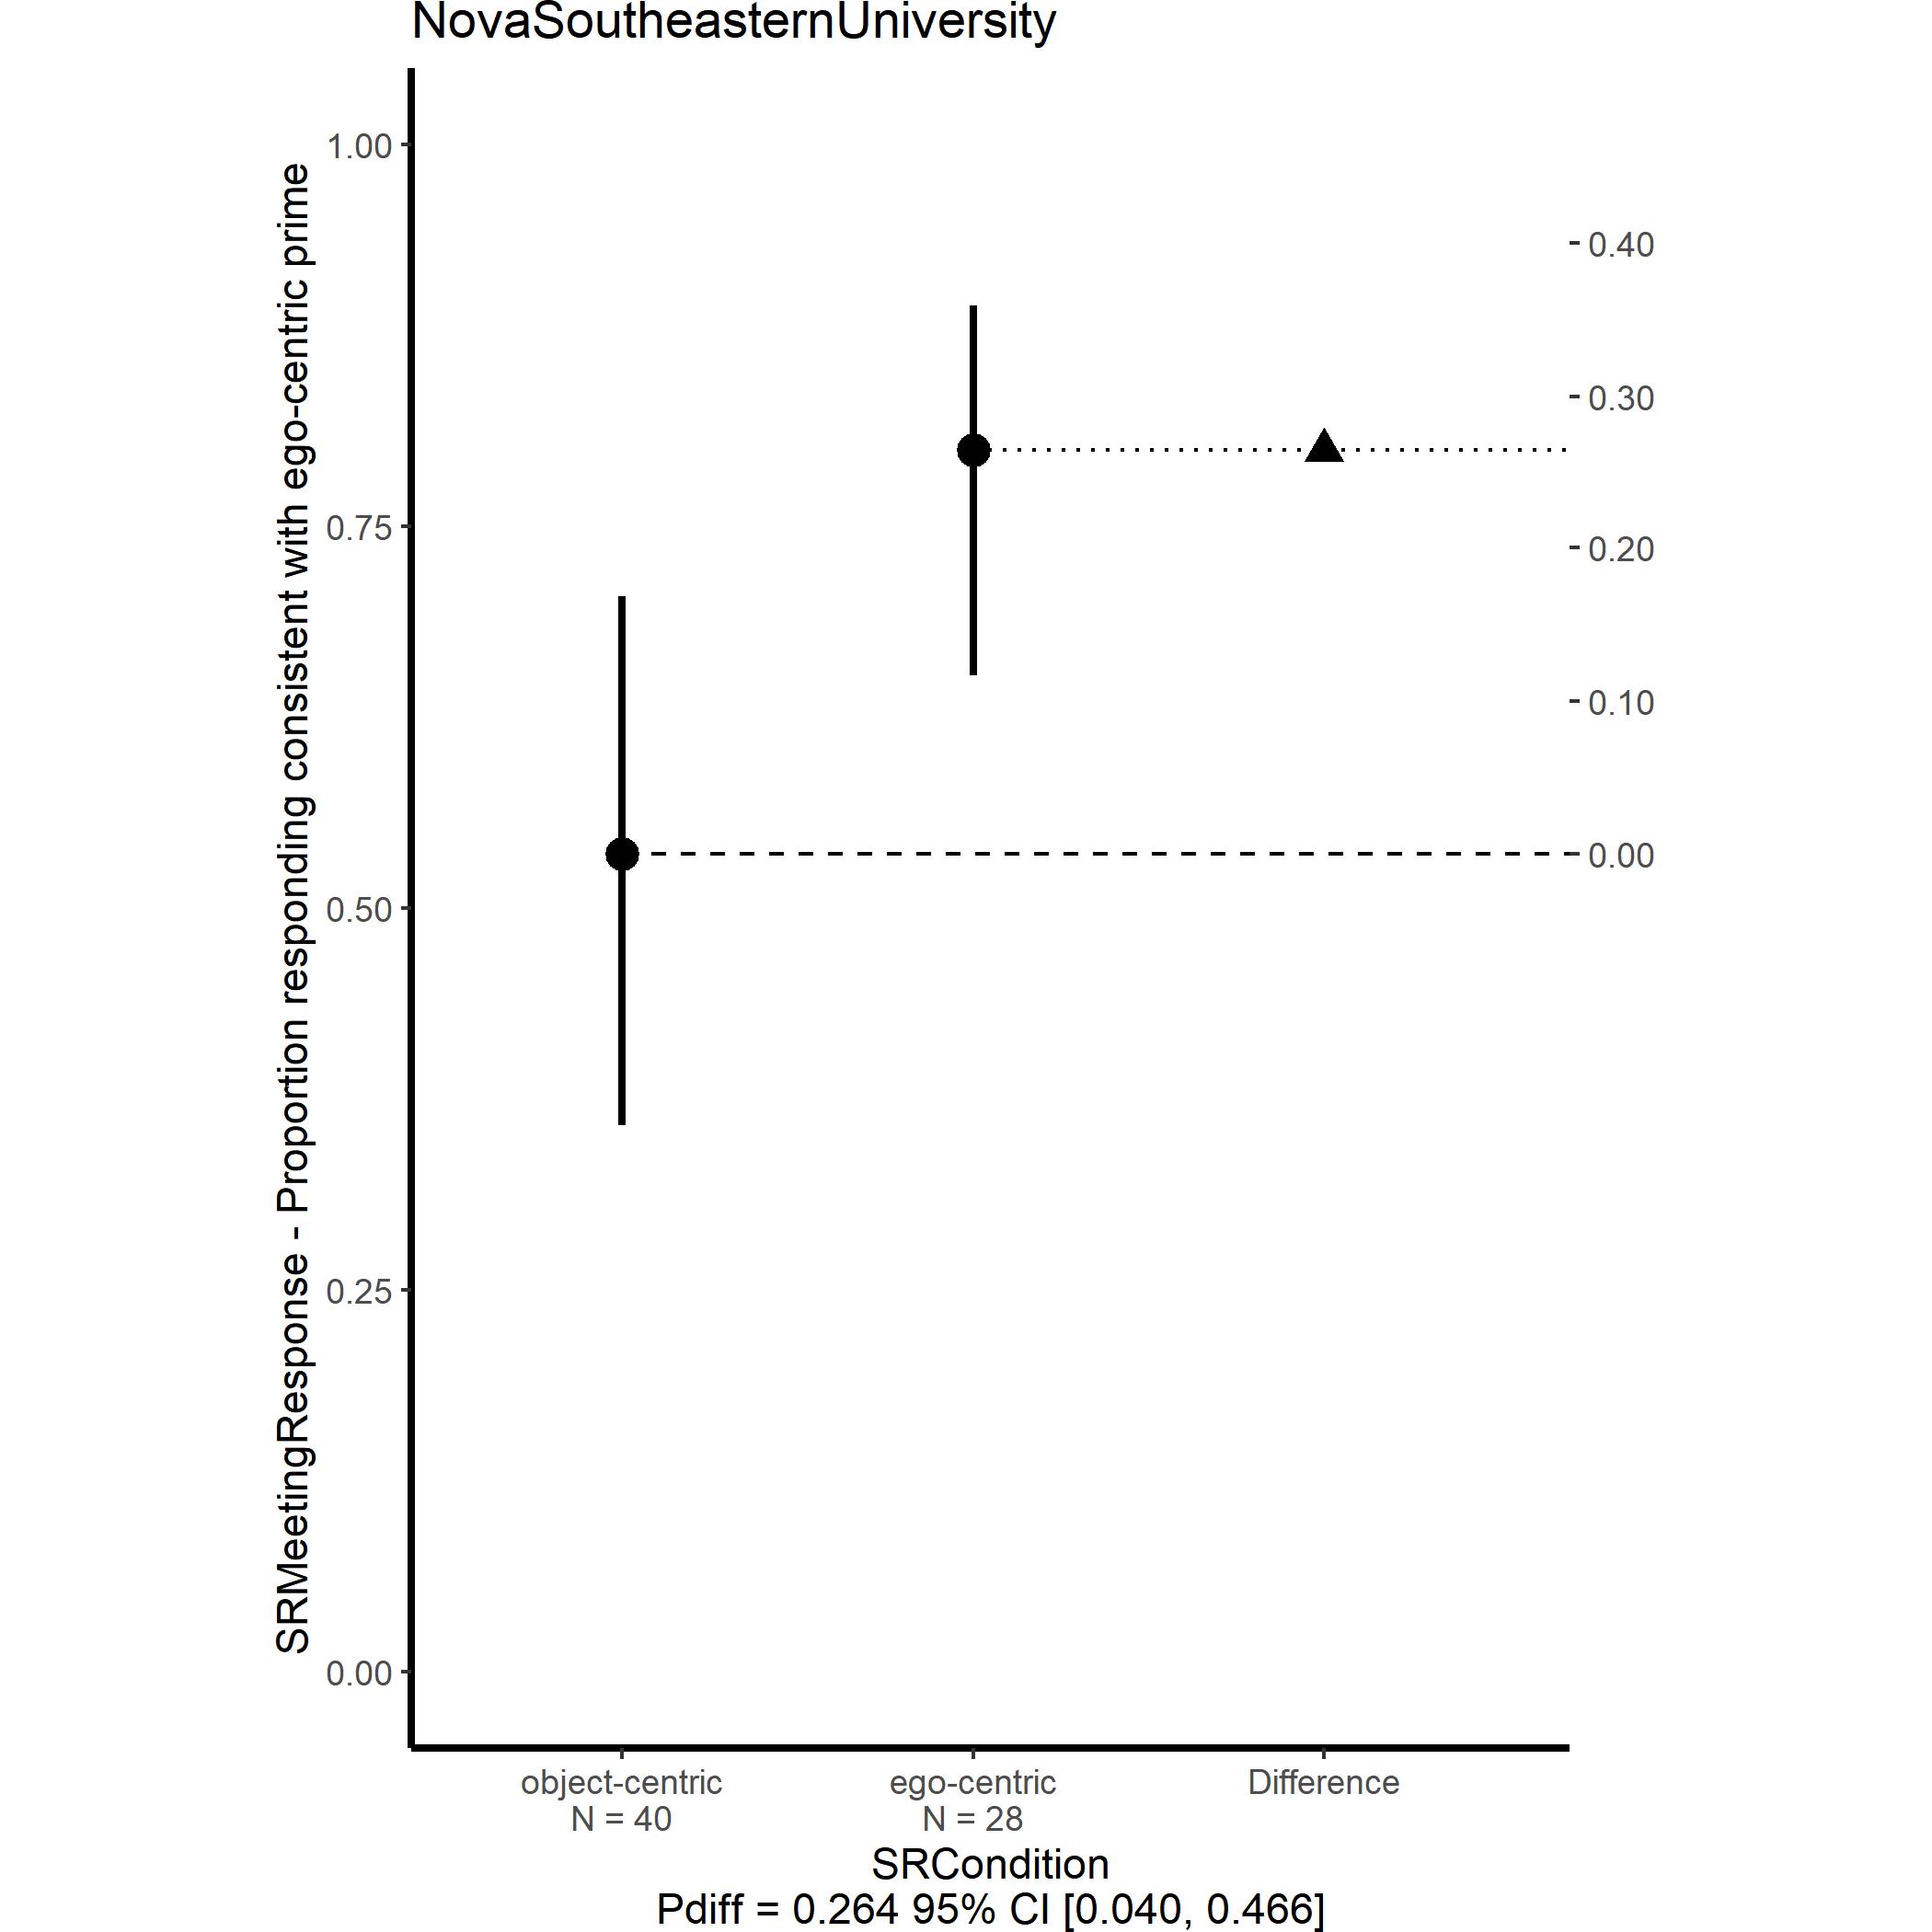 NovaSoutheasternUniversity
SRMeetingResponse - Proportion responding consistent with ego-centric prime
1.00
0.75
0.50
0.25
0.00
0.40
0.30
0.20
0.10
0.00
object-centric
N = 40
ego-centric
N = 28
Difference
SRCondition
Pdiff = 0.264 95% CI [0.040, 0.466]